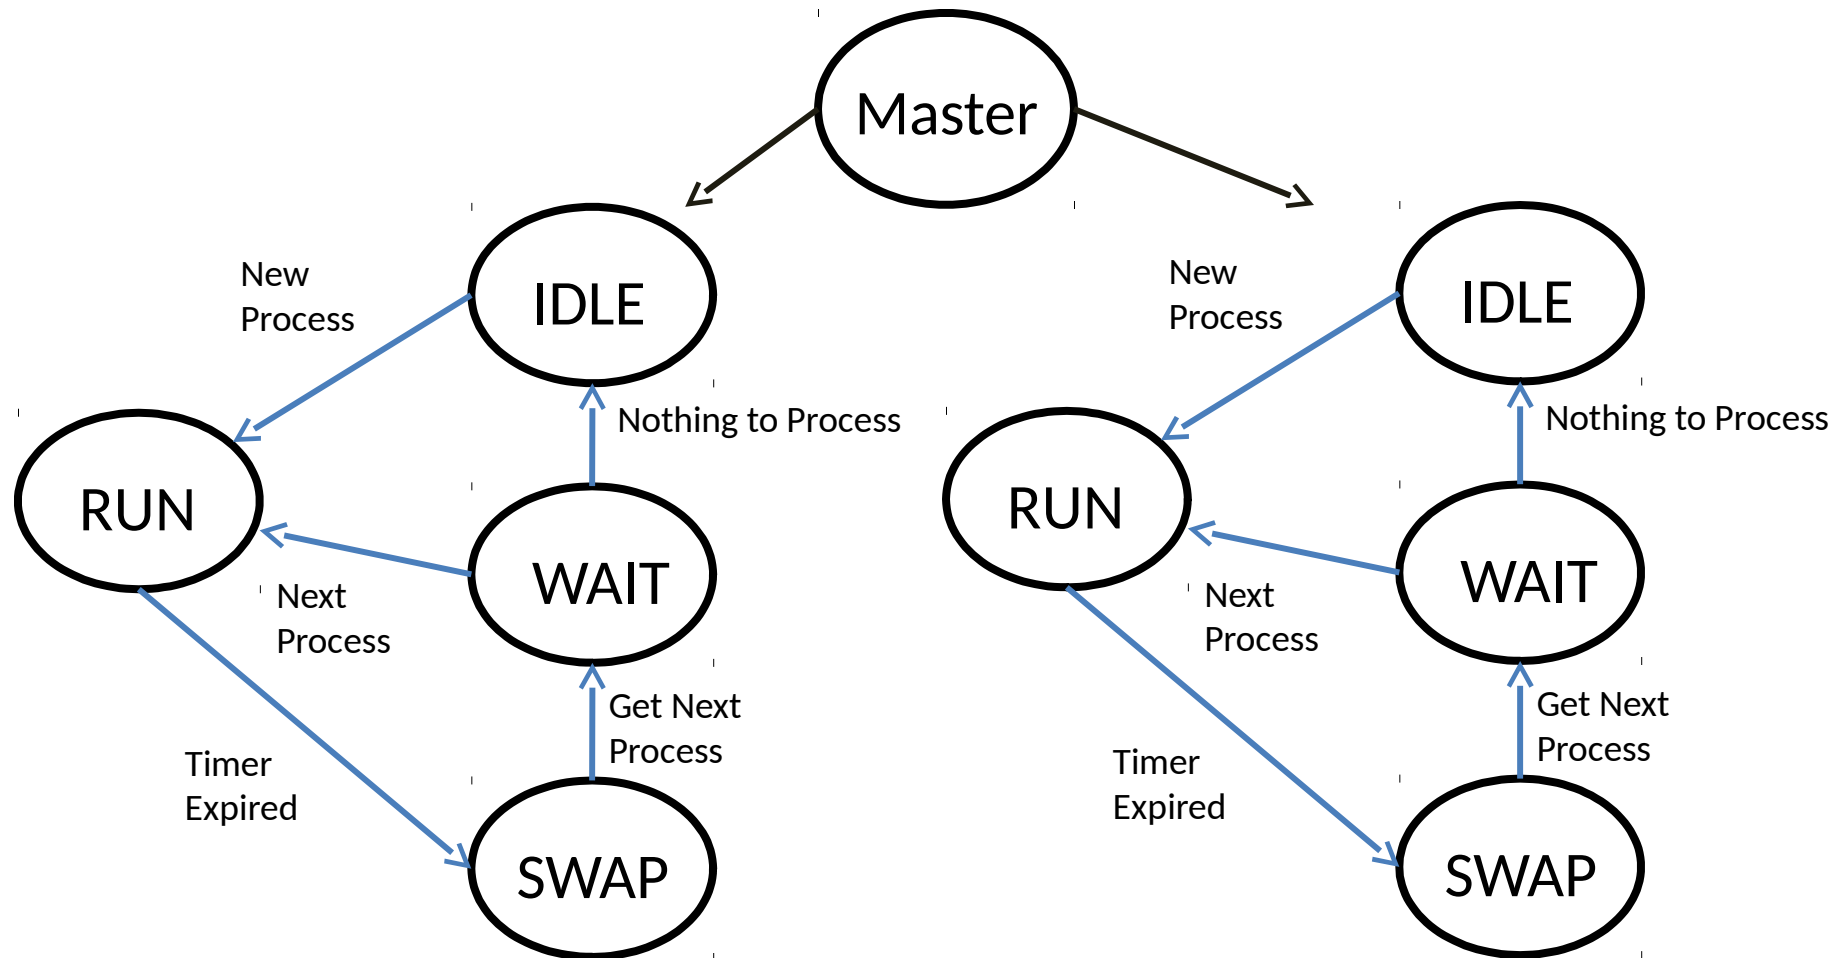 Master
New
Process
IDLE
Nothing to Process
RUN
WAIT
Next
Process
Get Next
Process
Timer
Expired
SWAP
New
Process
IDLE
Nothing to Process
RUN
WAIT
Next
Process
Get Next
Process
Timer
Expired
SWAP